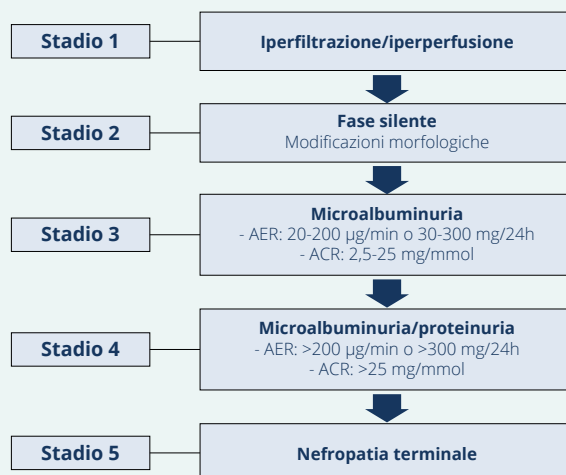 Stadio 1
Iperfiltrazione/iperperfusione
Stadio 2
Fase silente
Modificazioni morfologiche
Stadio 3
Microalbuminuria
- AER: 20-200 µg/min o 30-300 mg/24h
- ACR: 2,5-25 mg/mmol
Stadio 4
Microalbuminuria/proteinuria
- AER: >200 µg/min o >300 mg/24h
- ACR: >25 mg/mmol
Stadio 5
Nefropatia terminale